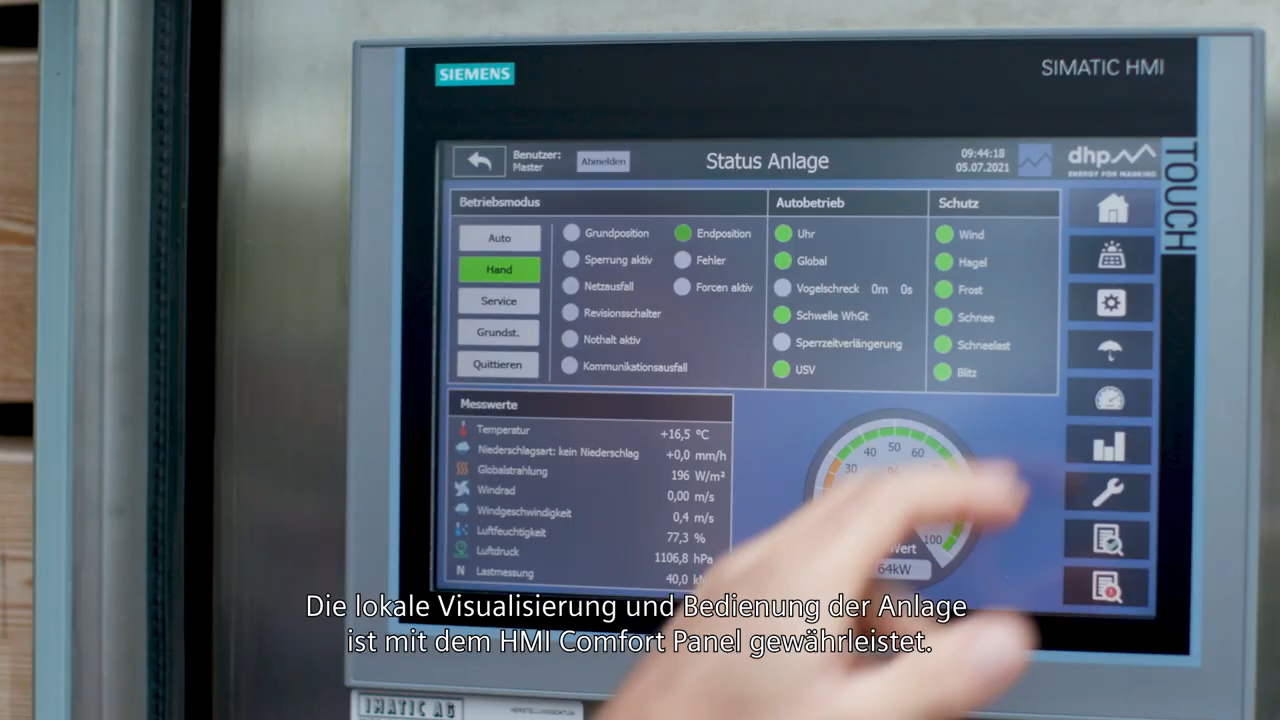 SIEMENS
SIMATIC HMI
TOUCH
Benutzer:
Master
Abmelden
Status Anlage
09:44:18
05.07.2021
dhp
ENERGY FOR MANKIND
Betriebsmodus
Auto
Hand
Service
Grundst.
Quittieren
Grundposition
Sperrung aktiv
Netzausfall
Revisionsschalter
Nothalt aktiv
Kommunikationsausfall
Endposition
Fehler
Forcen aktiv
Autobetrieb
Uhr
Global
Vogelschreck 0m 0s
Schwelle WhGt
Sperrzeitverlängerung
USV
Schutz
Wind
Hagel
Frost
Schnee
Schneelast
Blitz
Messwerte
Temperatur +16,5 °C
Niederschlagsart: kein Niederschlag +0,0 mm/h
Globalstrahlung 196 W/m²
Windrad 0,00 m/s
Windgeschwindigkeit 0,4 m/s
Luftfeuchtigkeit 77,3 %
Luftdruck 1106,8 hPa
N Lastmessung 40,0
30 40 50 60
100
Wert
64kW
Die lokale Visualisierung und Bedienung der Anlage
ist mit dem HMI Comfort Panel gewährleistet.
IMATIC AG
HERSTELLUNGSDATUM